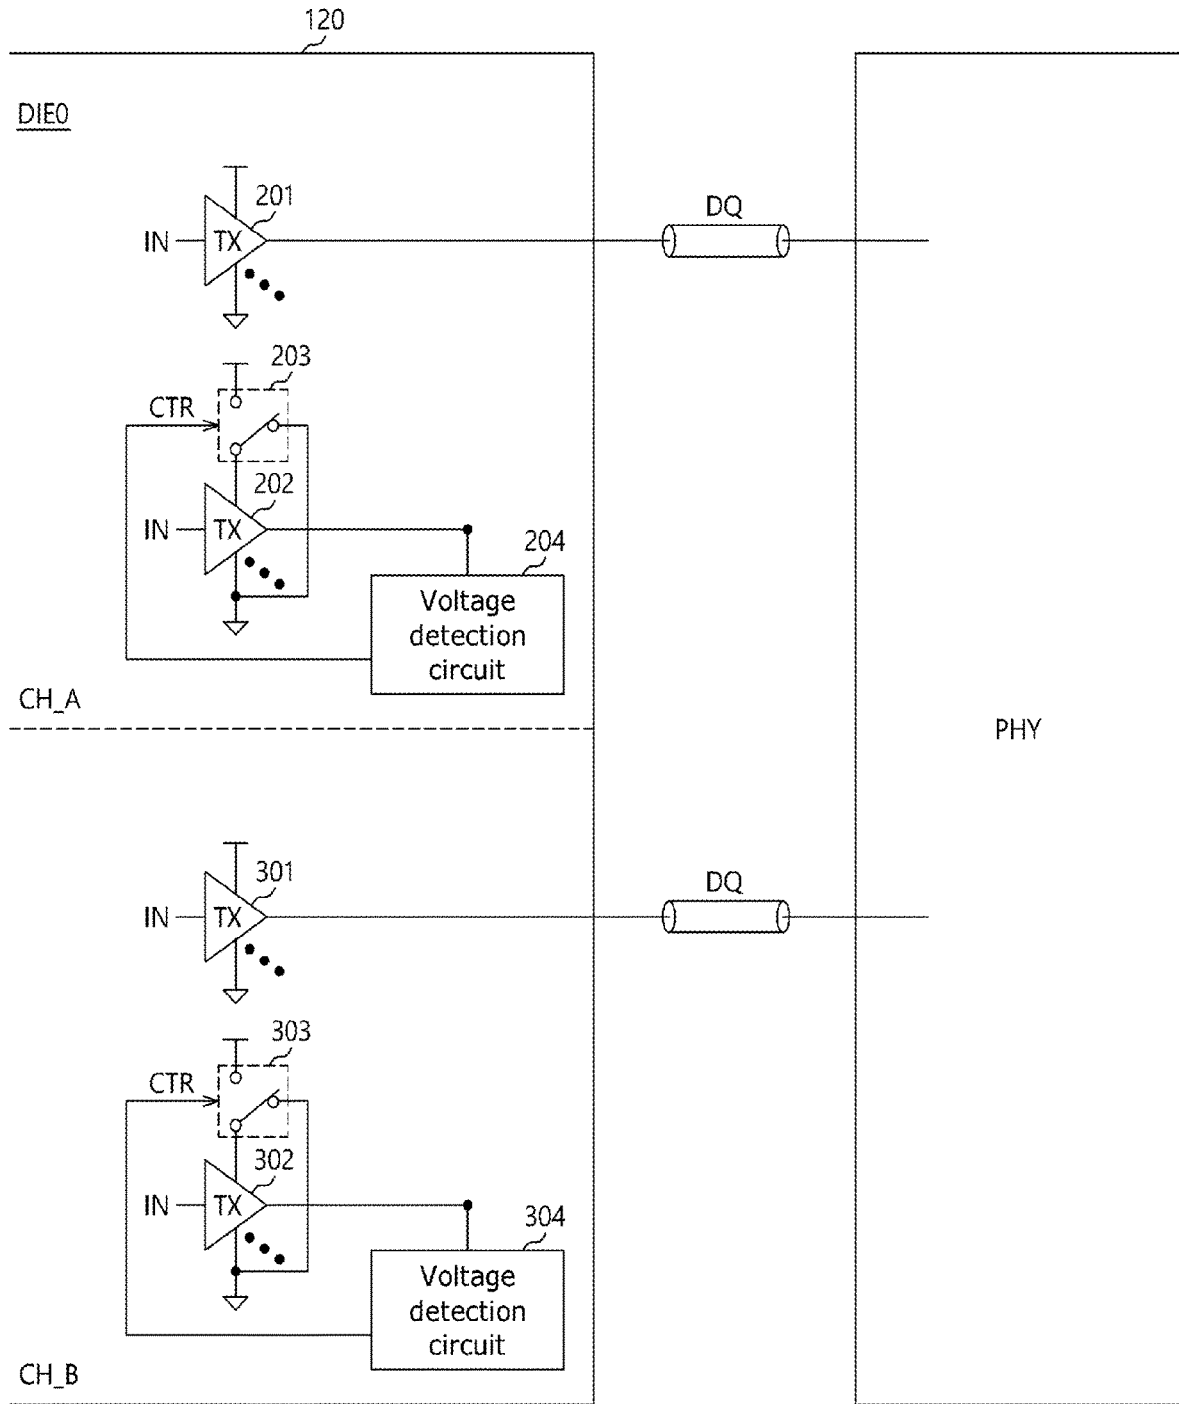 120
DIE0
201
IN
TX
DQ
203
CTR
202
IN
TX
204
Voltage
detection
circuit
CH_A
PHY
301
IN
TX
DQ
303
CTR
302
IN
TX
304
Voltage
detection
circuit
CH_B